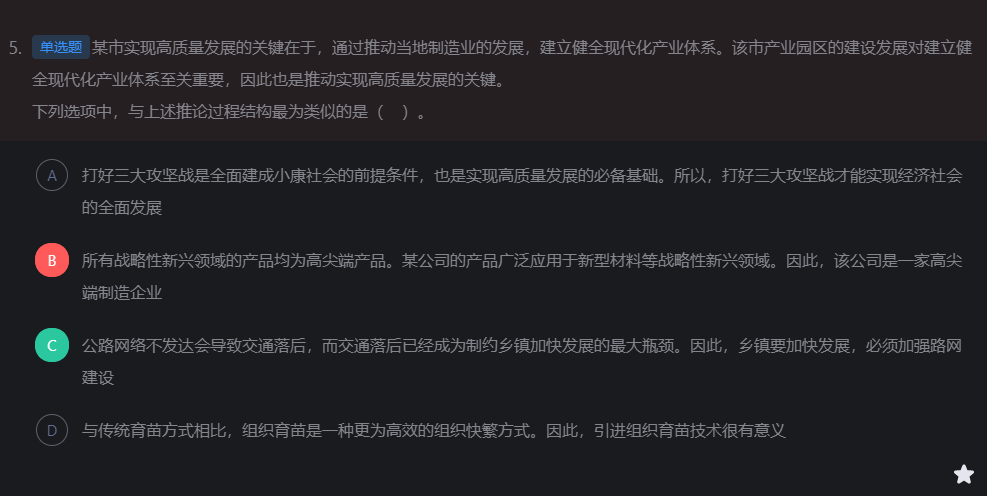 5. 单选题 某市实现高质量发展的关键在于，通过推动当地制造业的发展，建立健全现代化产业体系。该市产业园区的建设发展对建立健
全现代化产业体系至关重要，因此也是推动实现高质量发展的关键。
下列选项中，与上述推论过程结构最为类似的是（ ）。
A 打好三大攻坚战是全面建成小康社会的前提条件，也是实现高质量发展的必备基础。所以，打好三大攻坚战才能实现经济社会
的全面发展
B 所有战略性新兴领域的产品均为高尖端产品。某公司的产品广泛应用于新型材料等战略性新兴领域。因此，该公司是一家高尖
端制造企业
C 公路网络不发达会导致交通落后，而交通落后已经成为制约乡镇加快发展的最大瓶颈。因此，乡镇要加快发展，必须加强路网
建设
D 与传统育苗方式相比，组织育苗是一种更为高效的组织快繁方式。因此，引进组织育苗技术很有意义